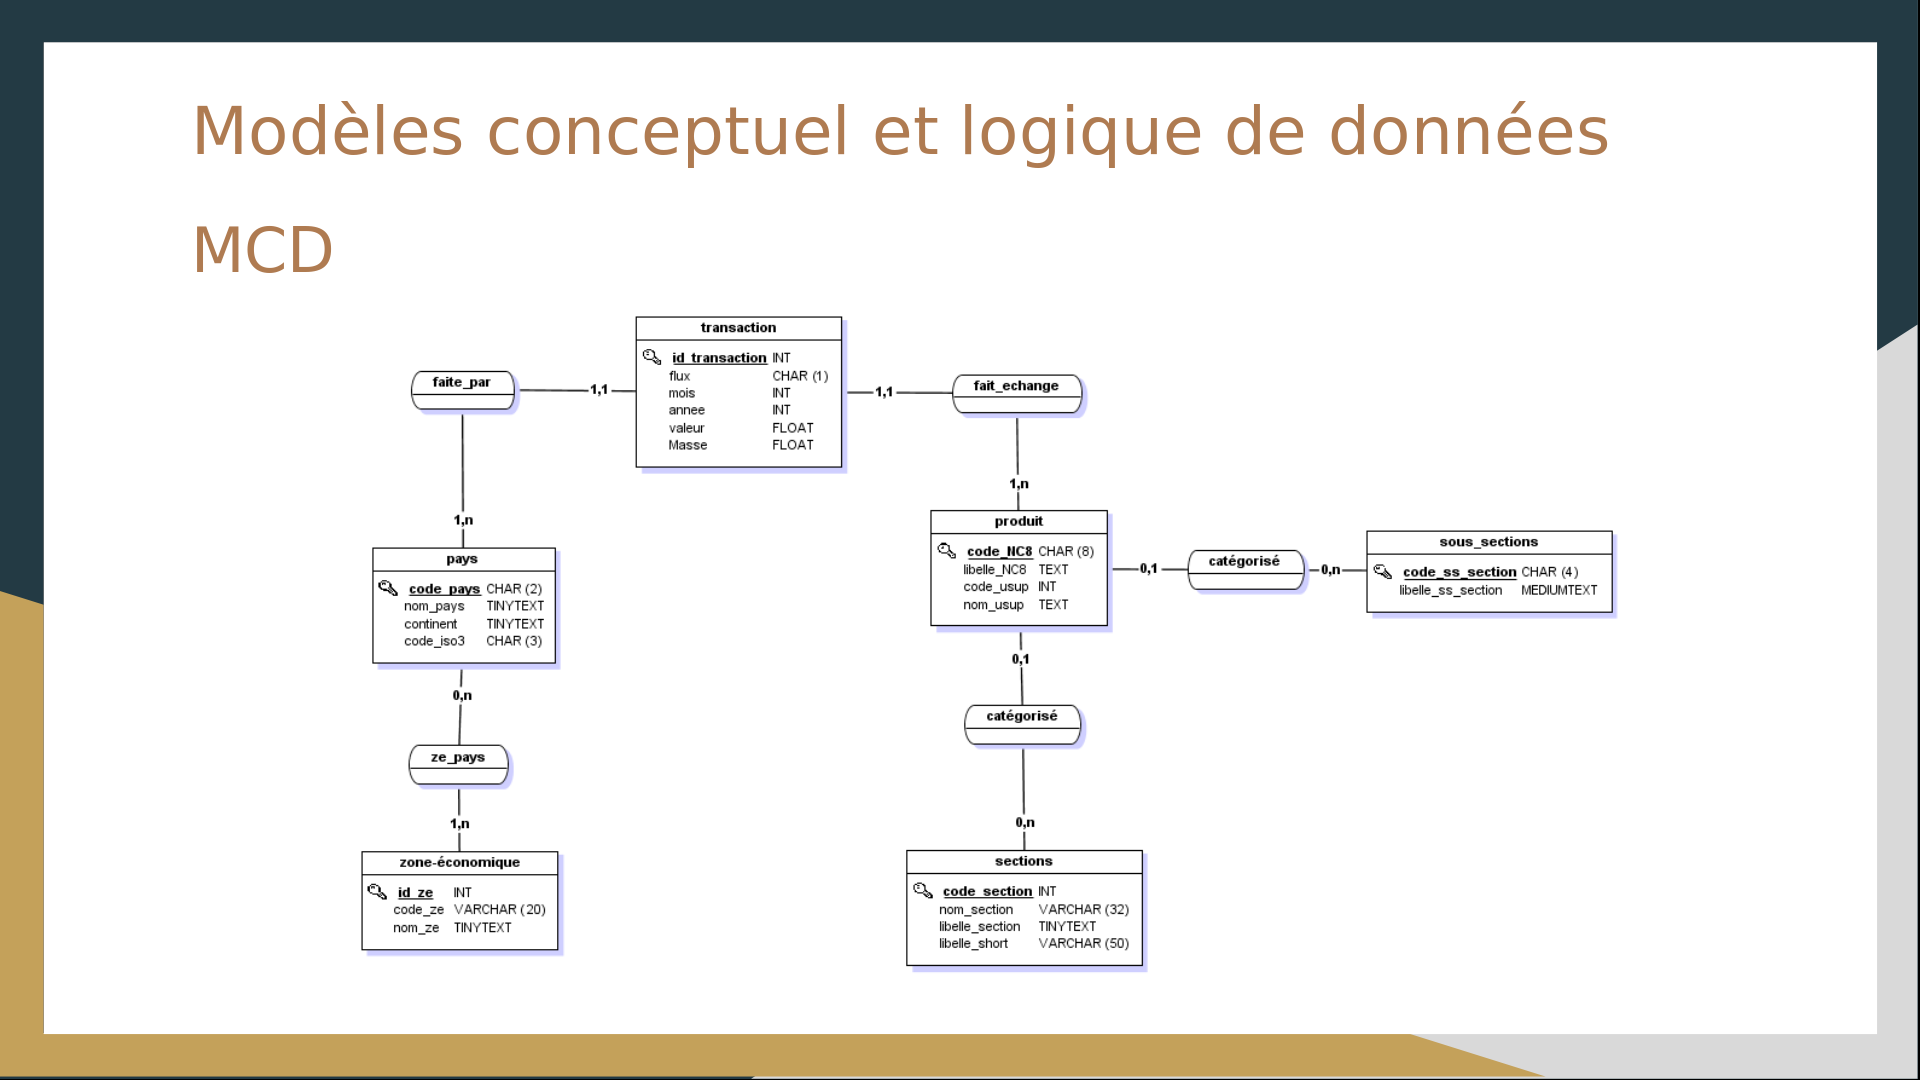 Modèles conceptuel et logique de données
MCD
transaction
id_transaction INT
flux CHAR (1)
mois INT
annee INT
valeur FLOAT
Masse FLOAT
faite_par
1,1
1,1
fait_echange
1,n
1,n
pays
code_pays CHAR (2)
nom_pays TINYTEXT
continent TINYTEXT
code_iso3 CHAR (3)
produit
code_NC8 CHAR (8)
libelle_NC8 TEXT
code_usup INT
nom_usup TEXT
0,1
catégorisé
0,n
sous_sections
code_ss_section CHAR (4)
libelle_ss_section MEDIUMTEXT
0,n
0,1
ze_pays
catégorisé
1,n
0,n
zone-économique
id_ze INT
code_ze VARCHAR (20)
nom_ze TINYTEXT
sections
code_section INT
nom_section VARCHAR (32)
libelle_section TINYTEXT
libelle_short VARCHAR (50)